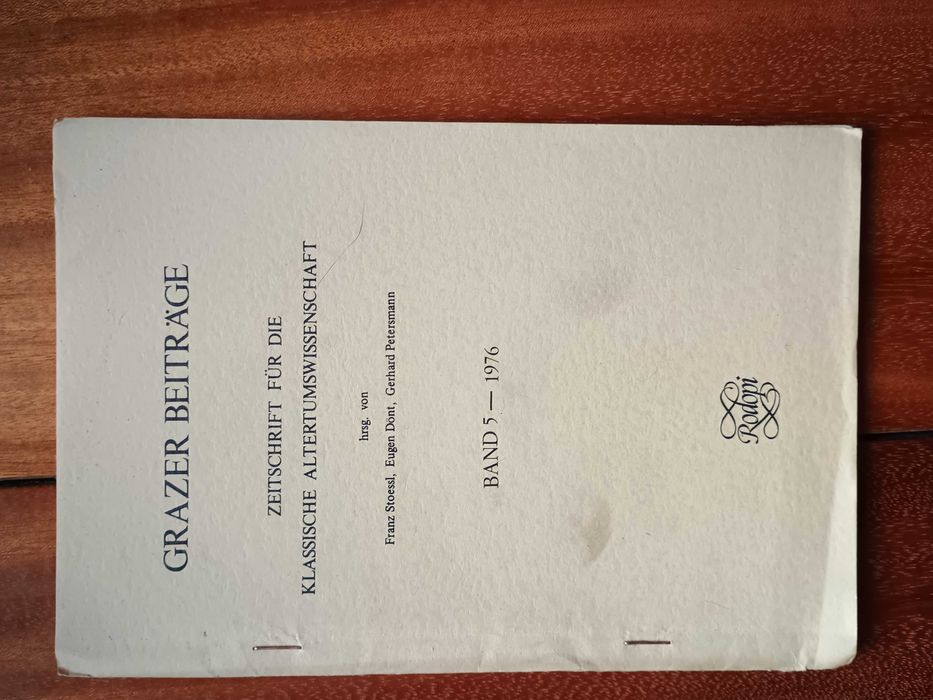 GRAZER BEITRÄGE
ZEITSCHRIFT FÜR DIE
KLASSISCHE ALTERTUMSWISSENSCHAFT
hrsg. von
Franz Stoessl, Eugen Dönt, Gerhard Petersmann
BAND 5 — 1976
Rodopi